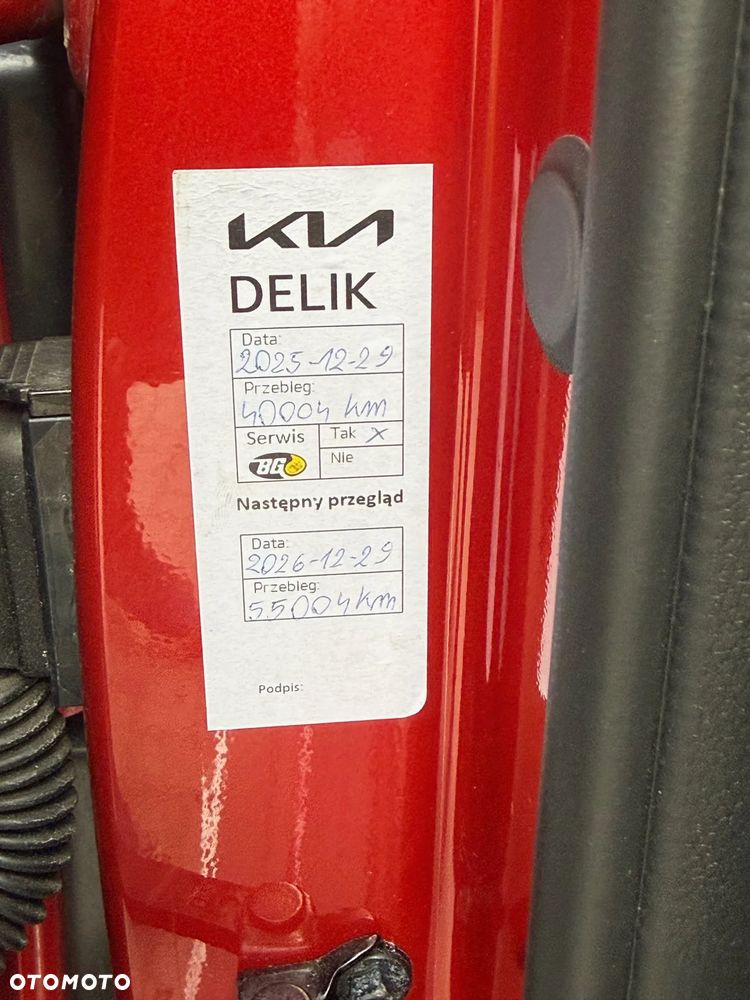 KIA
DELIK
Data:
2025-12-29
Przebieg:
40004 km
Serwis
BG
Tak X
Nie
Następny przegląd
Data:
2026-12-29
Przebieg:
55004 km
Podpis:
OTOMOTO